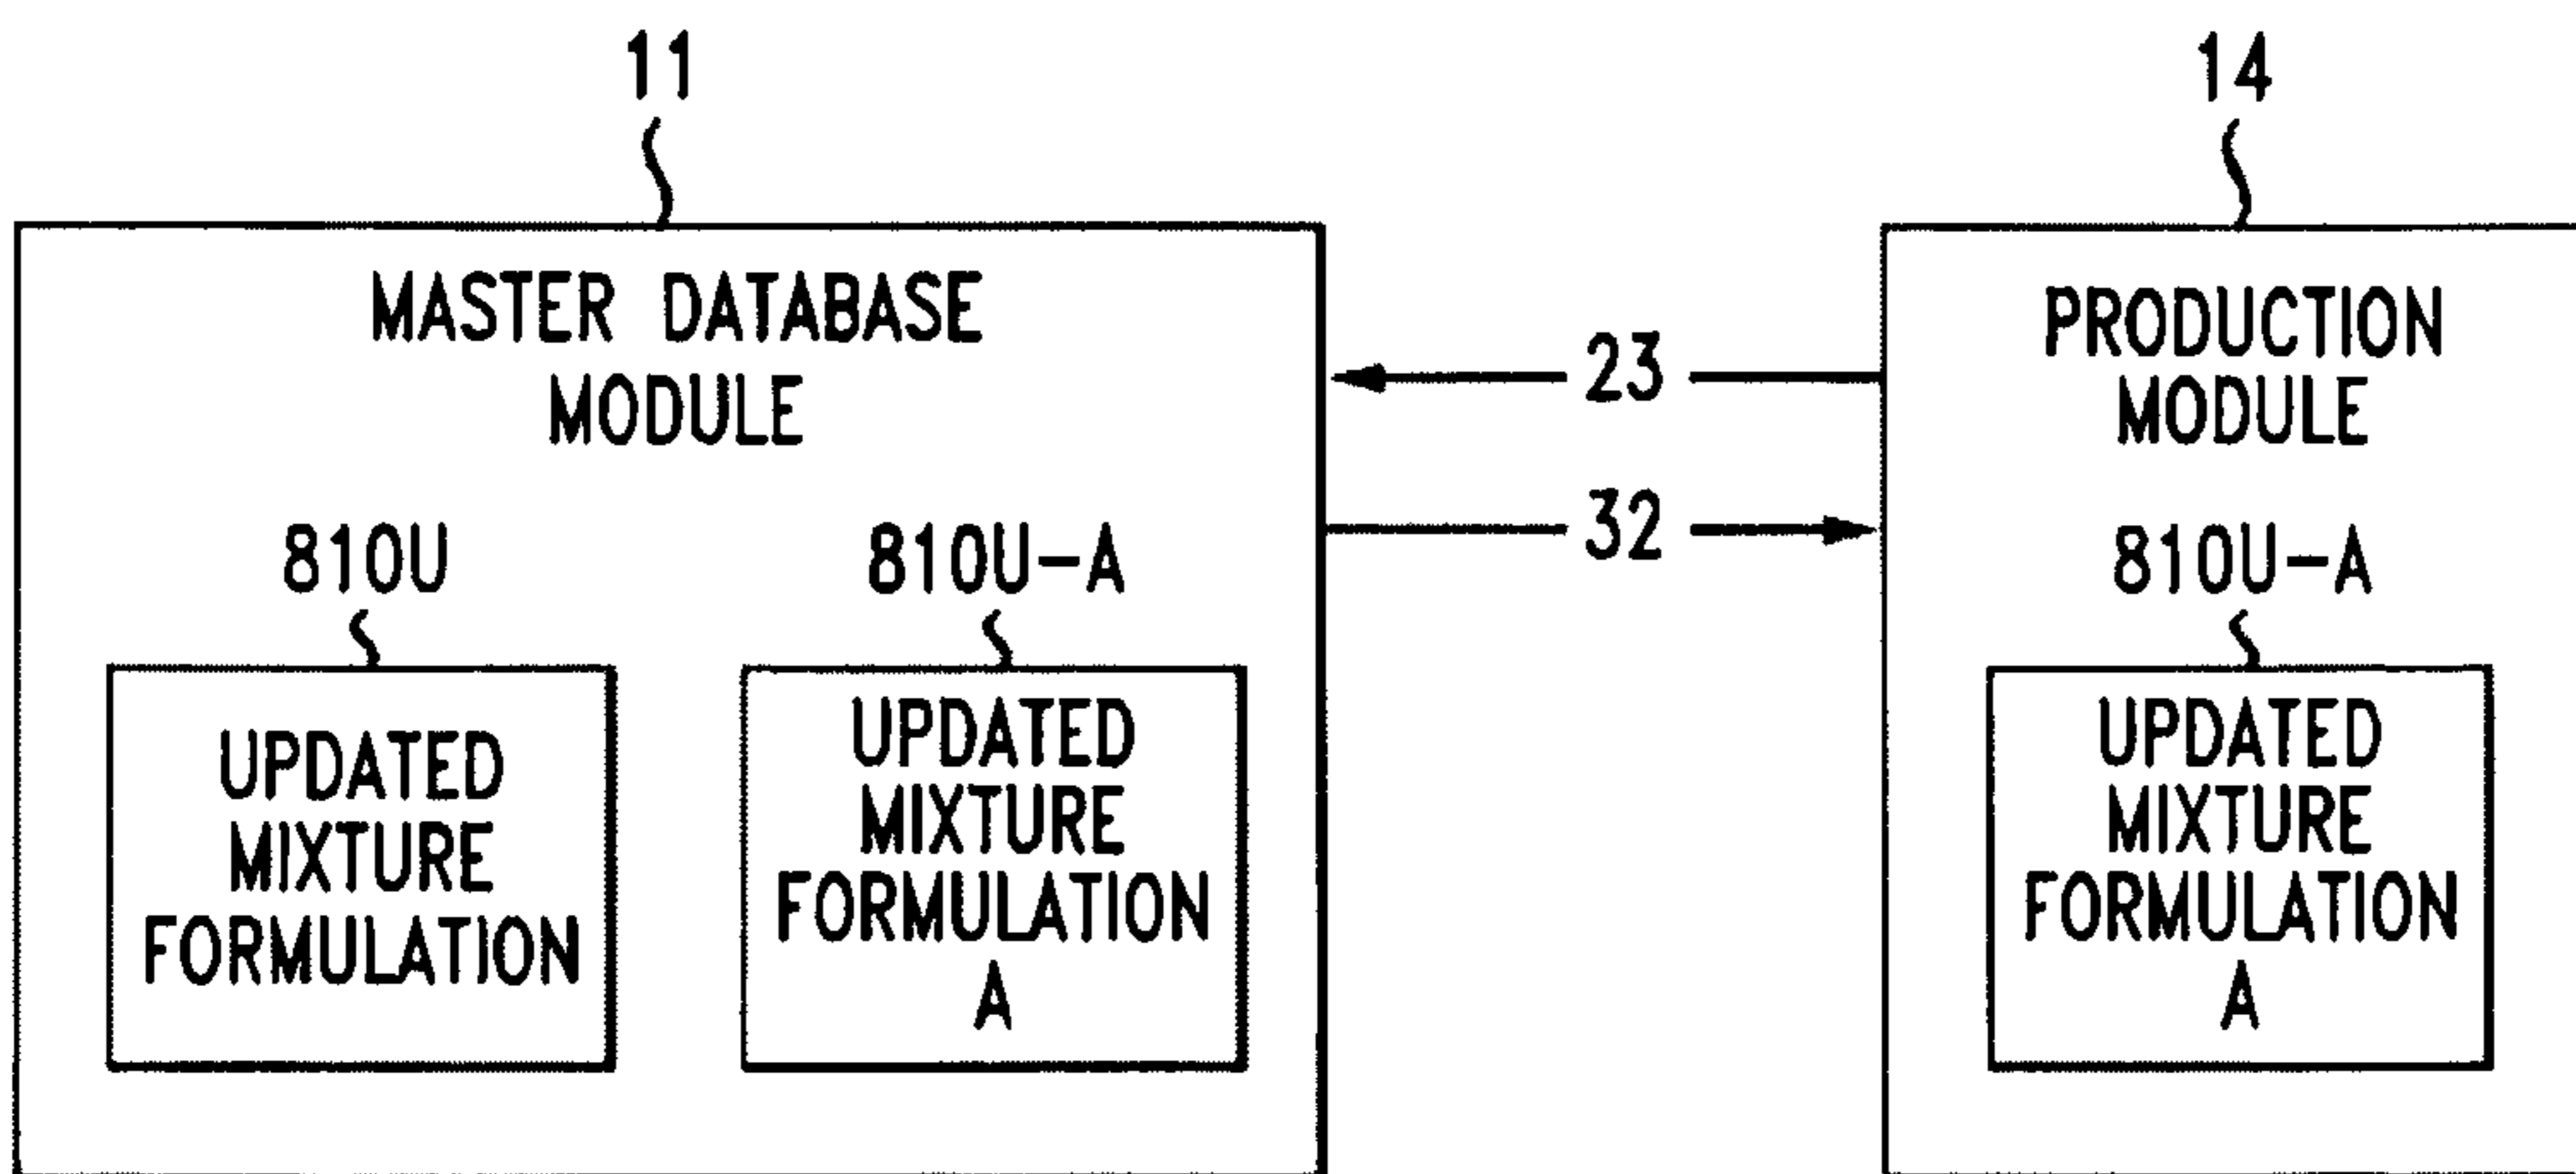 11
14
MASTER DATABASE
MODULE
PRODUCTION
MODULE
23
32
810U
810U-A
810U-A
UPDATED
MIXTURE
FORMULATION
UPDATED
MIXTURE
FORMULATION
A
UPDATED
MIXTURE
FORMULATION
A